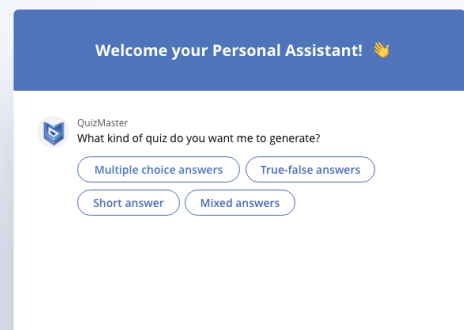 Welcome your Personal Assistant! 👋
QuizMaster
What kind of quiz do you want me to generate?
Multiple choice answers
True-false answers
Short answer
Mixed answers